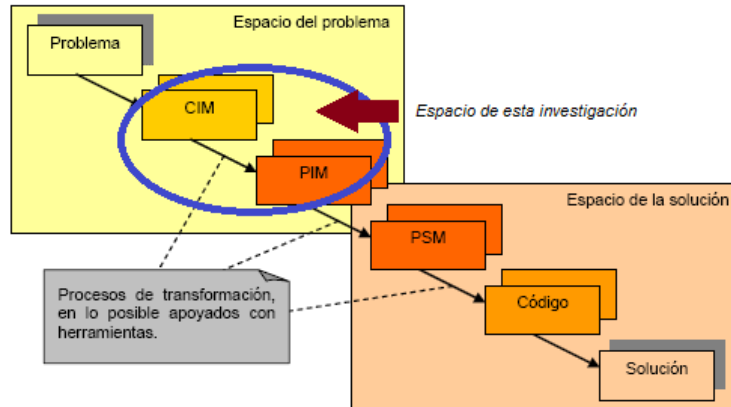 Espacio del problema
Problema
CIM
Espacio de esta investigación
PIM
Espacio de la solución
PSM
Procesos de transformación,
en lo posible apoyados con
herramientas.
Código
Solución